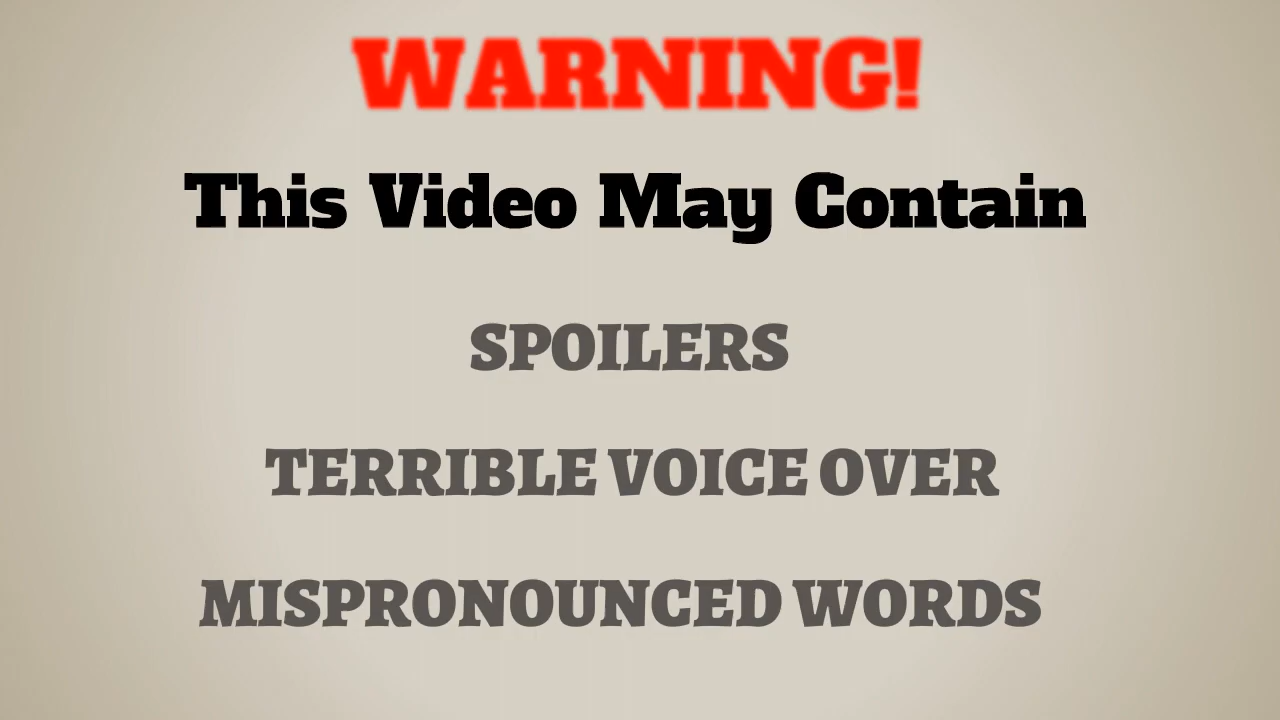 WARNING!
This Video May Contain
SPOILERS
TERRIBLE VOICE OVER
MISPRONOUNCED WORDS